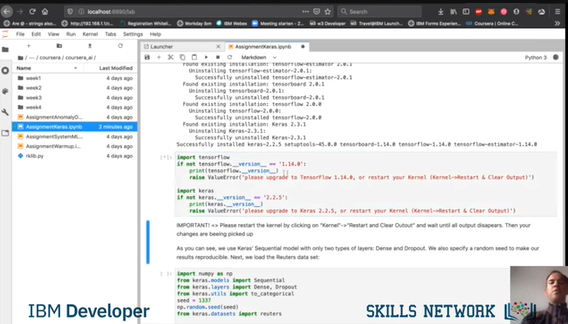 localhost:8890/lab
Search
http://192.168.1.1
Registration Whitelist
Workday ibm
IBM Websites
Meeting starten - 2
w3 Developer
Travel@IBM Launch
IBM Forms Experien
Coursera | Online C
File Edit View Run Kernel Tabs Settings Help
/ ··· / coursera / coursera_ai /
Name
Last Modified
week1
4 days ago
week2
4 days ago
week3
4 days ago
week4
4 days ago
AssignmentAnomalyD
4 days ago
AssignmentKeras.ipynb
2 minutes ago
AssignmentSystemML
4 days ago
AssignmentWarmup.i
4 days ago
rklib.py
4 days ago
Launcher
AssignmentKeras.ipynb
Markdown
Python 3
Found existing installation: tensorflow-estimator 2.0.1
Uninstalling tensorflow-estimator-2.0.1:
Successfully uninstalled tensorflow-estimator-2.0.1
Found existing installation: tensorboard 2.0.1
Uninstalling tensorboard-2.0.1:
Successfully uninstalled tensorboard-2.0.1
Found existing installation: tensorflow 2.0.0
Uninstalling tensorflow-2.0.0:
Successfully uninstalled tensorflow-2.0.0
Found existing installation: Keras 2.3.1
Uninstalling Keras-2.3.1:
Successfully uninstalled Keras-2.3.1
Successfully installed keras-2.2.5 setuptools-45.0.0 tensorboard-1.14.0 tensorflow-1.14.0 tensorflow-estimator-1.14.0
[*]:
import tensorflow
if not tensorflow.__version__ == '1.14.0':
print(tensorflow.__version__)
raise ValueError('please upgrade to TensorFlow 1.14.0, or restart your Kernel (Kernel->Restart & Clear Output)')
import keras
if not keras.__version__ == '2.2.5':
print(keras.__version__)
raise ValueError('please upgrade to Keras 2.2.5, or restart your Kernel (Kernel->Restart & Clear Output)')
IMPORTANT! => Please restart the kernel by clicking on "Kernel"->"Restart and Clear Outout" and wait until all output disapears. Then your
changes are beeing picked up
As you can see, we use Keras' Sequential model with only two types of layers: Dense and Dropout. We also specify a random seed to make our
results reproducible. Next, we load the Reuters data set:
[ ]:
import numpy as np
from keras.models import Sequential
from keras.layers import Dense, Dropout
from keras.utils import to_categorical
seed = 1337
np.random.seed(seed)
from keras.datasets import reuters
IBM Developer
SKILLS NETWORK